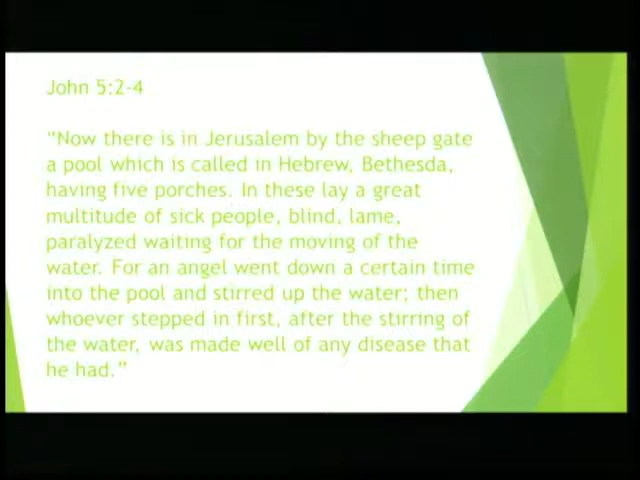 John 5:2-4
“Now there is in Jerusalem by the sheep gate
a pool which is called in Hebrew, Bethesda,
having five porches. In these lay a great
multitude of sick people, blind, lame,
paralyzed waiting for the moving of the
water. For an angel went down a certain time
into the pool and stirred up the water; then
whoever stepped in first, after the stirring of
the water, was made well of any disease that
he had.”